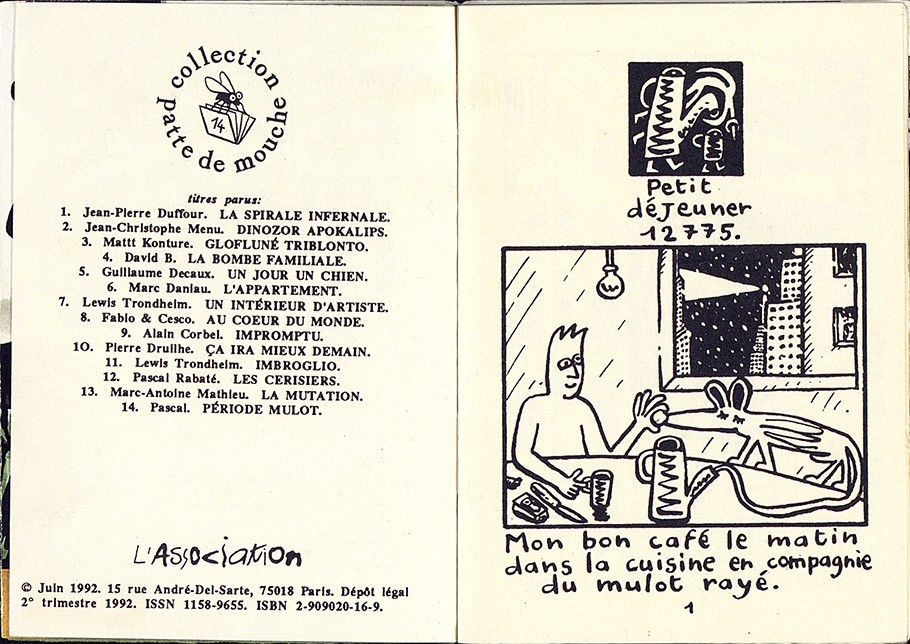 collection
patte de mouche
14
titres parus:
1. Jean-Pierre Duffour. LA SPIRALE INFERNALE.
2. Jean-Christophe Menu. DINOZOR APOKALIPS.
3. Mattt Konture. GLOFLUNÉ TRIBLONTO.
4. David B. LA BOMBE FAMILIALE.
5. Guillaume Decaux. UN JOUR UN CHIEN.
6. Marc Daniau. L'APPARTEMENT.
7. Lewis Trondheim. UN INTÉRIEUR D'ARTISTE.
8. Fabio & Cesco. AU COEUR DU MONDE.
9. Alain Corbel. IMPROMPTU.
10. Pierre Druilhe. ÇA IRA MIEUX DEMAIN.
11. Lewis Trondheim. IMBROGLIO.
12. Pascal Rabaté. LES CERISIERS.
13. Marc-Antoine Mathieu. LA MUTATION.
14. Pascal. PÉRIODE MULOT.
L'ASsociatiOn
© Juin 1992. 15 rue André-Del-Sarte, 75018 Paris. Dépôt légal
2° trimestre 1992. ISSN 1158-9655. ISBN 2-909020-16-9.
Petit
déjeuner
12775.
Mon bon café le matin
dans la cuisine en compagnie
du mulot rayé.
1